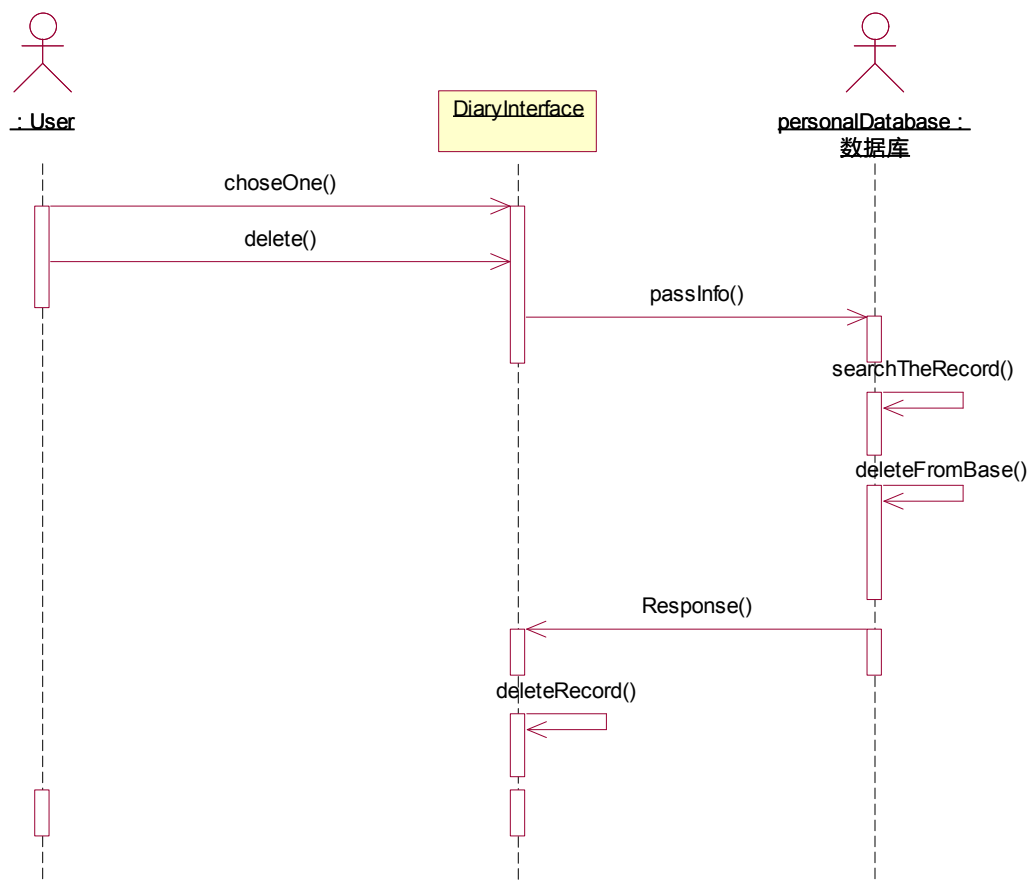 : User
DiaryInterface
personalDatabase :
数据库
choseOne()
delete()
passInfo()
searchTheRecord()
deleteFromBase()
Response()
deleteRecord()